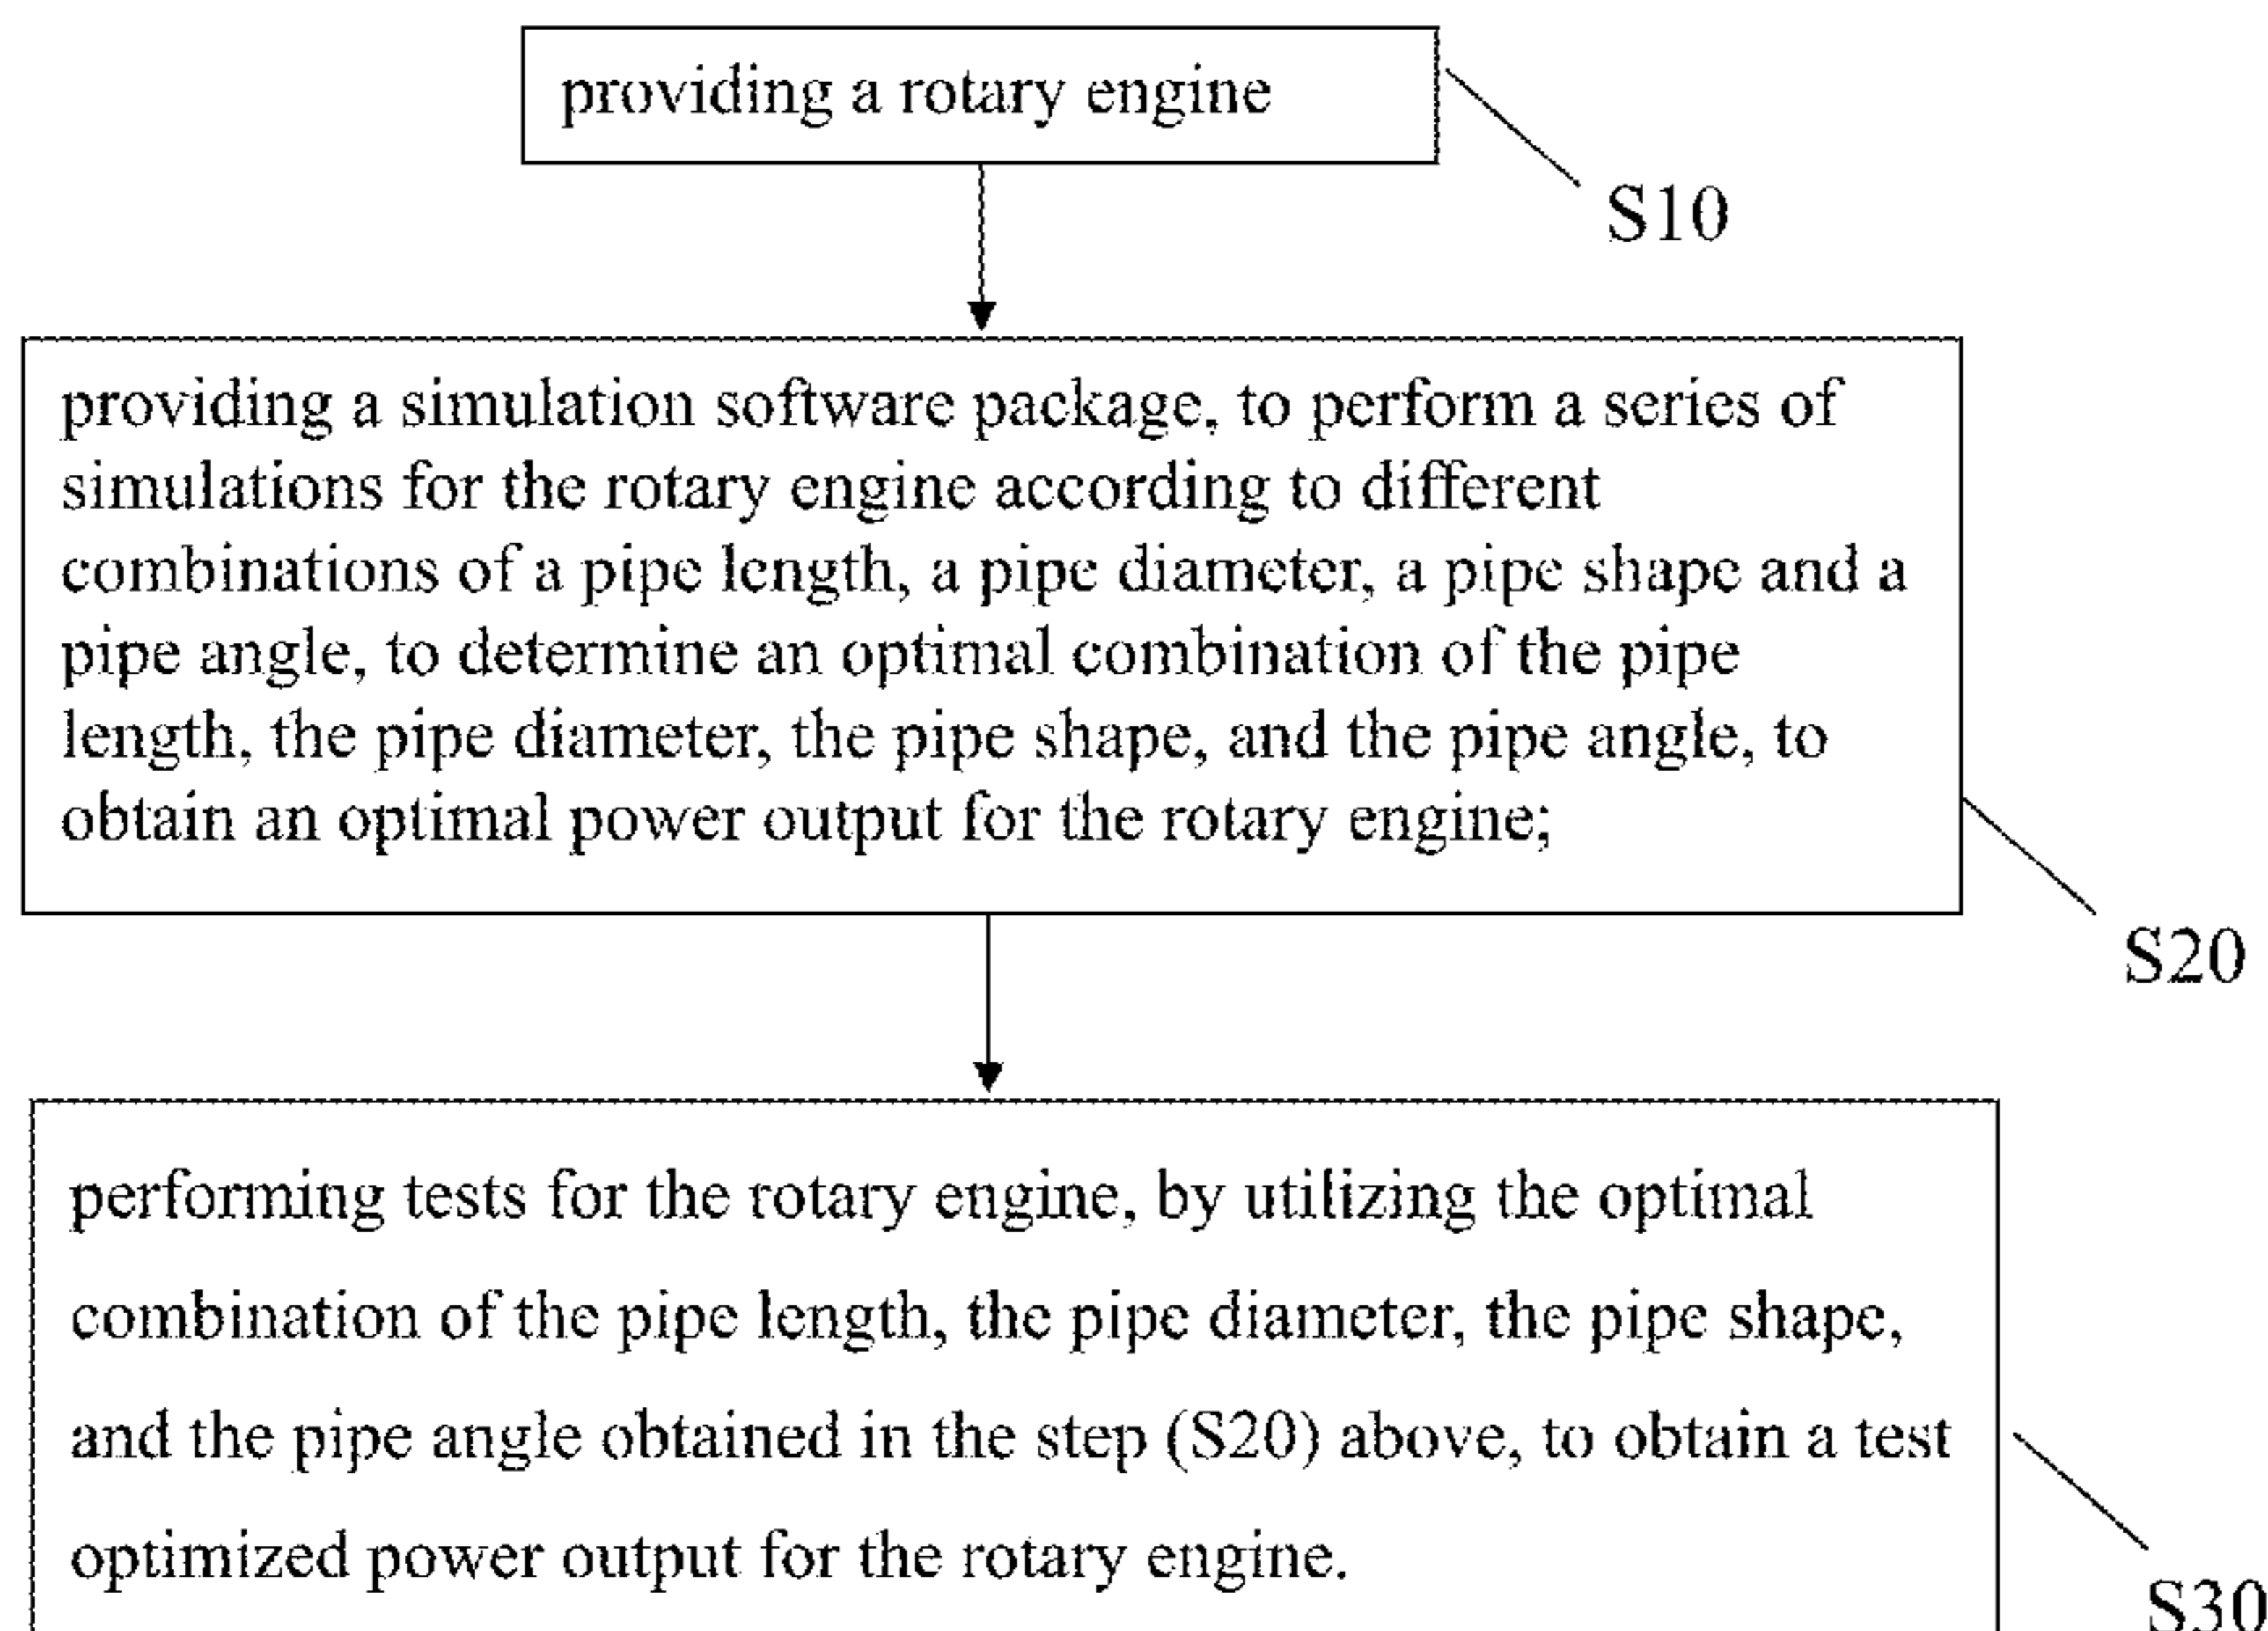 providing a rotary engine
S10
providing a simulation software package, to perform a series of
simulations for the rotary engine according to different
combinations of a pipe length, a pipe diameter, a pipe shape and a
pipe angle, to determine an optimal combination of the pipe
length, the pipe diameter, the pipe shape, and the pipe angle, to
obtain an optimal power output for the rotary engine;
S20
performing tests for the rotary engine, by utilizing the optimal
combination of the pipe length, the pipe diameter, the pipe shape,
and the pipe angle obtained in the step (S20) above, to obtain a test
optimized power output for the rotary engine.
S30